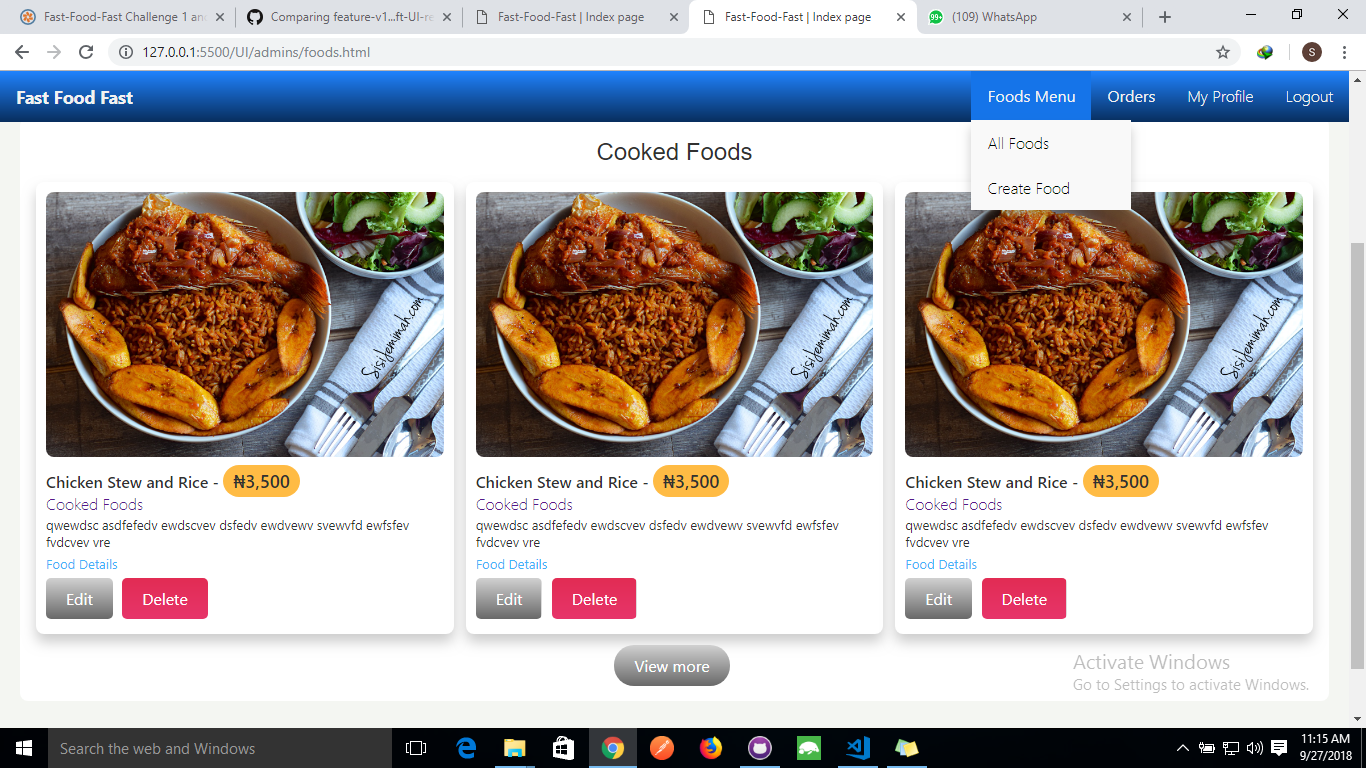 Fast-Food-Fast Challenge 1 an
Comparing feature-v1...ft-UI-re
Fast-Food-Fast | Index page
Fast-Food-Fast | Index page
99+
(109) WhatsApp
127.0.0.1:5500/UI/admins/foods.html
S
Fast Food Fast
Foods Menu
Orders
My Profile
Logout
All Foods
Create Food
Cooked Foods
SisiJemimah.com
SisiJemimah.com
SisiJemimah.com
Chicken Stew and Rice - ₦3,500
Cooked Foods
qwewdsc asdfefedv ewdscvev dsfedv ewdvewv svewvfd ewfsfev
fvdcvev vre
Food Details
Edit
Delete
Chicken Stew and Rice - ₦3,500
Cooked Foods
qwewdsc asdfefedv ewdscvev dsfedv ewdvewv svewvfd ewfsfev
fvdcvev vre
Food Details
Edit
Delete
Chicken Stew and Rice - ₦3,500
Cooked Foods
qwewdsc asdfefedv ewdscvev dsfedv ewdvewv svewvfd ewfsfev
fvdcvev vre
Food Details
Edit
Delete
View more
Activate Windows
Go to Settings to activate Windows.
Search the web and Windows
11:15 AM
9/27/2018